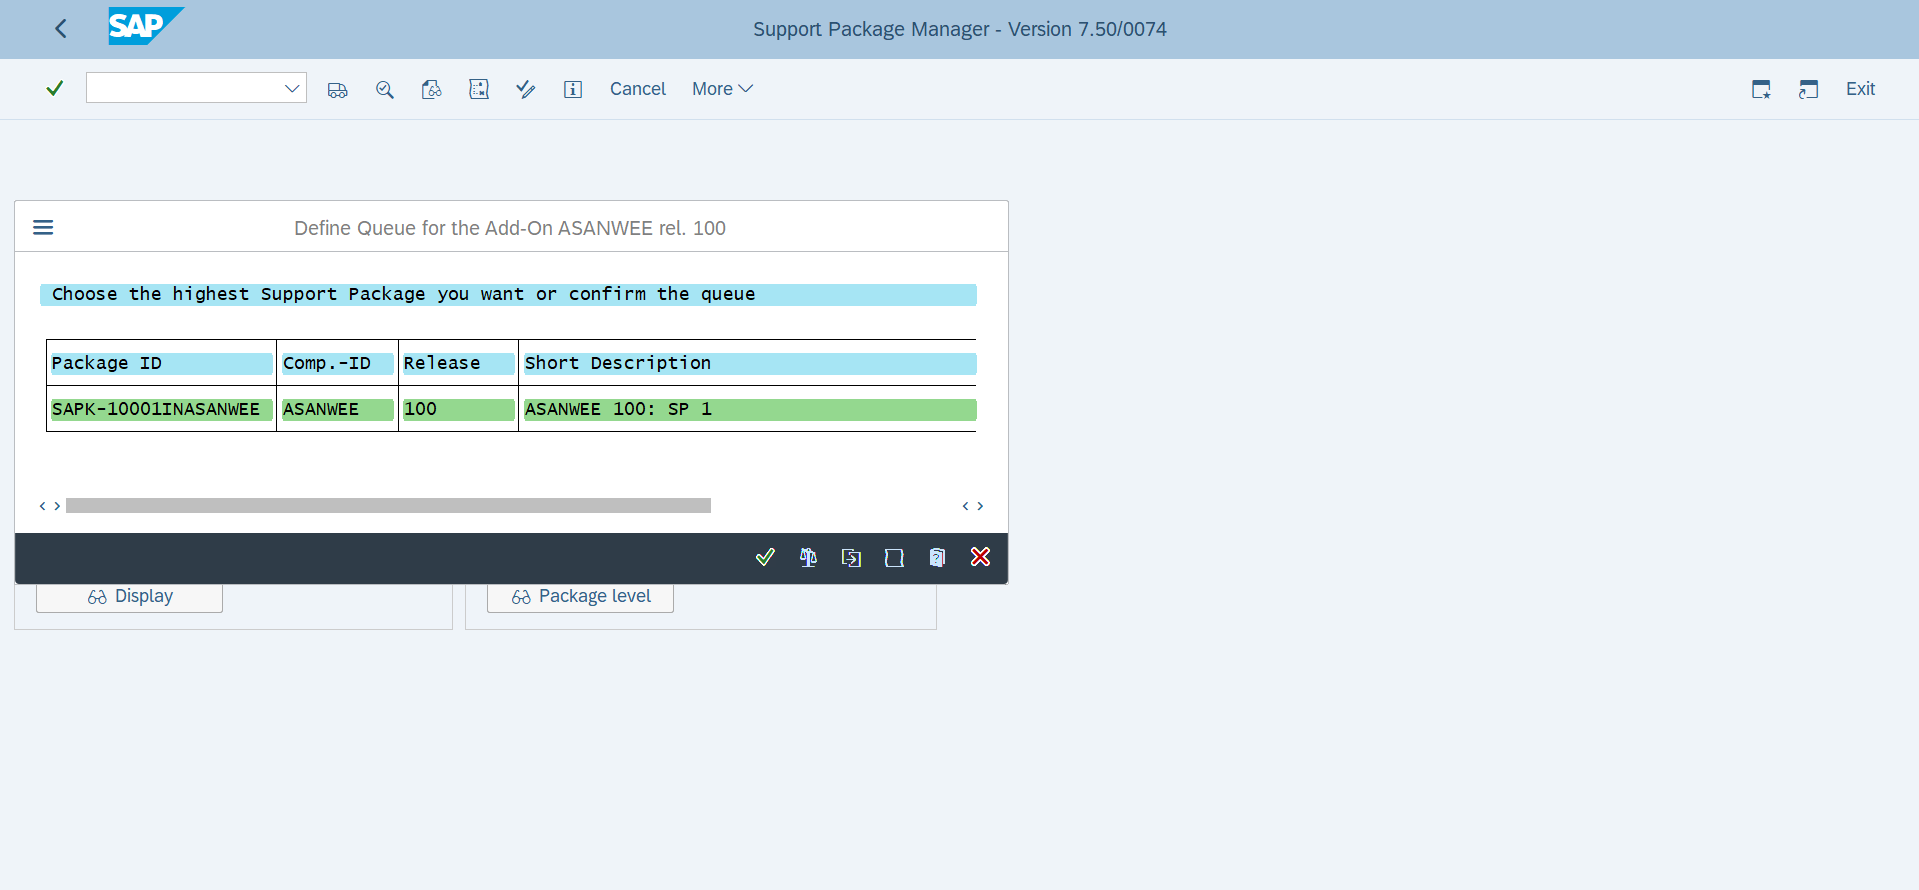 SAP
Support Package Manager - Version 7.50/0074
Cancel
More
Exit
Define Queue for the Add-On ASANWEE rel. 100
Choose the highest Support Package you want or confirm the queue
Package ID Comp.-ID Release Short Description
SAPK-10001INASANWEE ASANWEE 100 ASANWEE 100: SP 1
Display
Package level